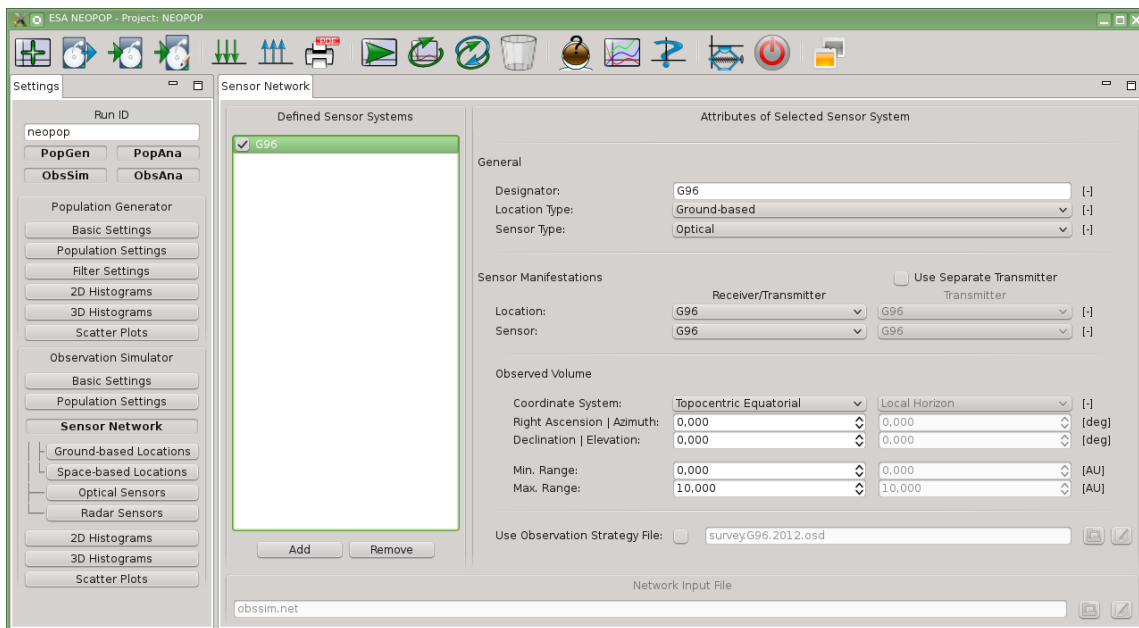 ESA NEOPOP - Project: NEOPOP
PDF
Settings
Run ID
neopop
PopGen PopAna
ObsSim ObsAna
Population Generator
Basic Settings
Population Settings
Filter Settings
2D Histograms
3D Histograms
Scatter Plots
Observation Simulator
Basic Settings
Population Settings
Sensor Network
Ground-based Locations
Space-based Locations
Optical Sensors
Radar Sensors
2D Histograms
3D Histograms
Scatter Plots
Sensor Network
Defined Sensor Systems
G96
Add Remove
Attributes of Selected Sensor System
General
Designator: G96 [-]
Location Type: Ground-based [-]
Sensor Type: Optical [-]
Sensor Manifestations Use Separate Transmitter
Receiver/Transmitter Transmitter
Location: G96 G96 [-]
Sensor: G96 G96 [-]
Observed Volume
Coordinate System: Topocentric Equatorial Local Horizon [-]
Right Ascension | Azimuth: 0,000 0,000 [deg]
Declination | Elevation: 0,000 0,000 [deg]
Min. Range: 0,000 0,000 [AU]
Max. Range: 10,000 10,000 [AU]
Use Observation Strategy File: survey.G96.2012.osd
Network Input File
obssim.net